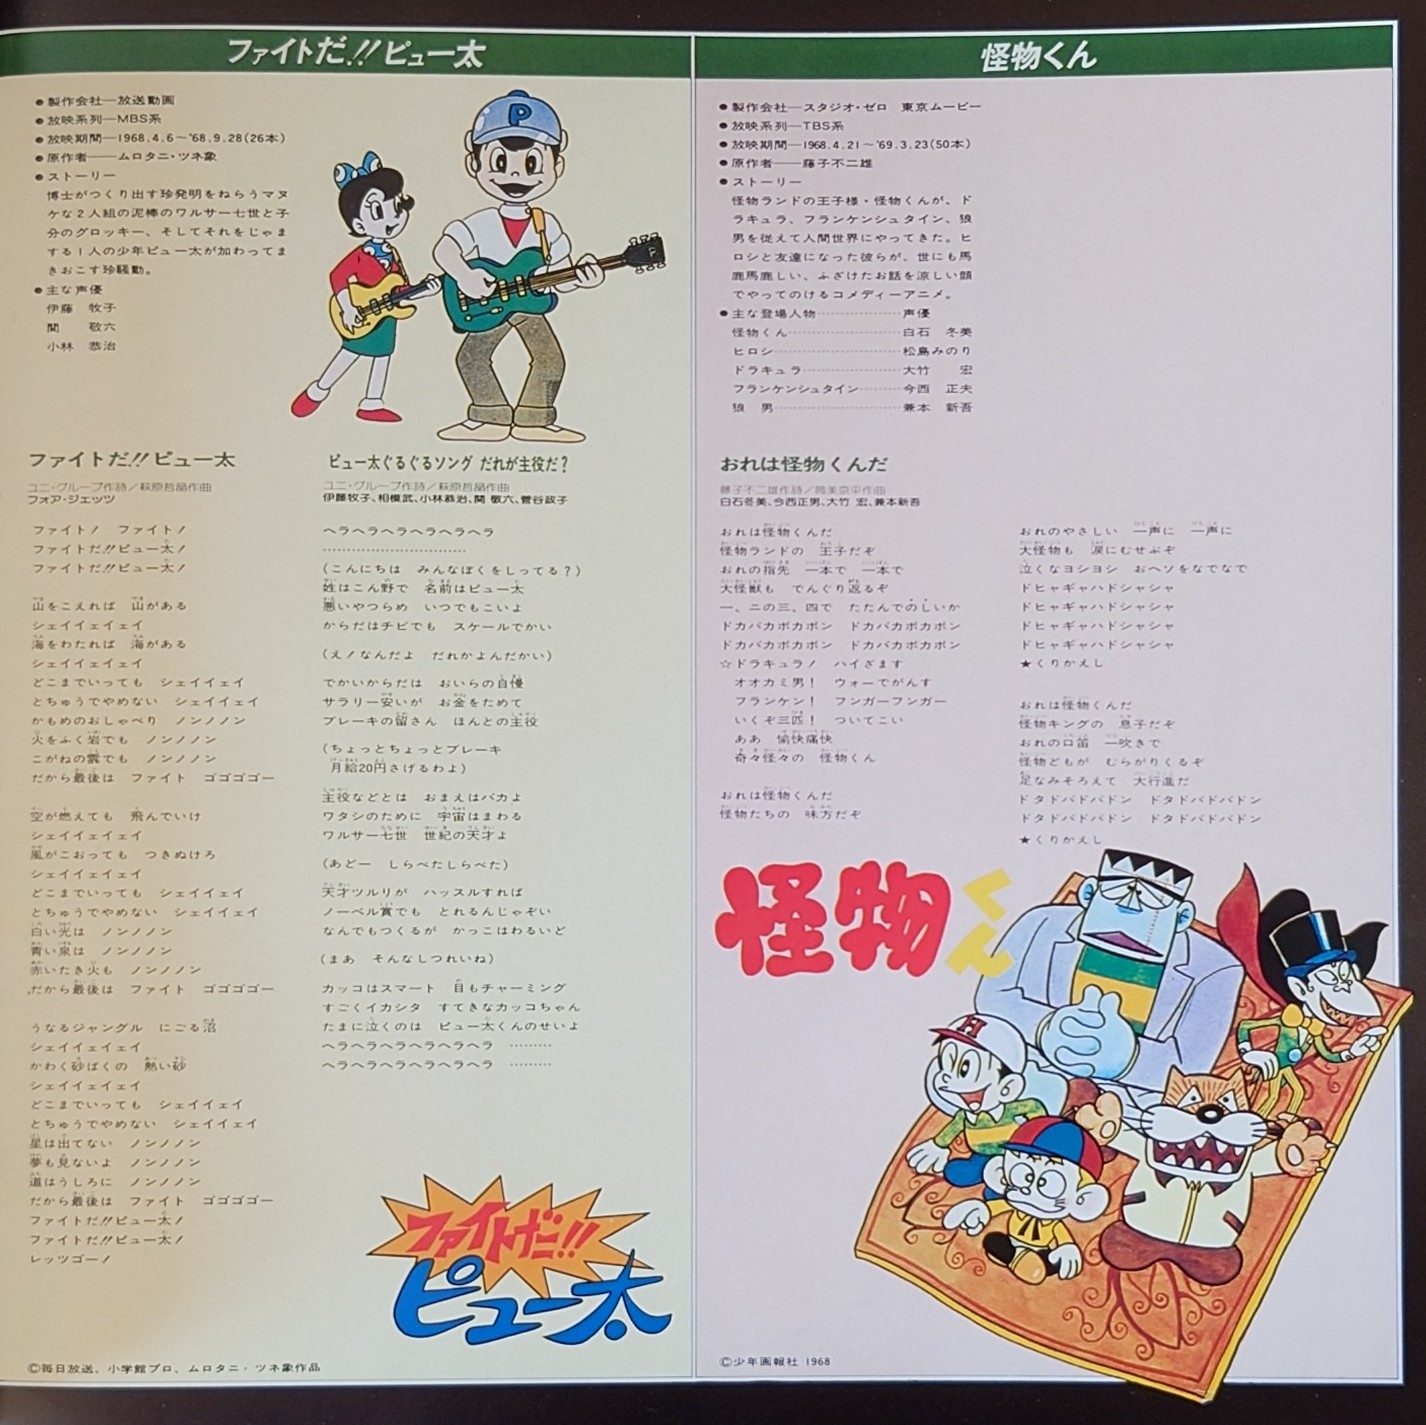 ファイトだ!!ピュー太
●製作会社―放送動画
●放映系列―MBS系
●放映期間―1968.4.6～'68.9.28(26本)
●原作者――ムロタニ・ツネ象
●ストーリー
博士がつくり出す珍発明をねらうマヌ
ケな2人組の泥棒のワルサー七世と子
分のグロッキー、そしてそれをじゃま
する1人の少年ピュー太が加わってま
きおこす珍騒動。
●主な声優
伊藤 牧子
関 敬六
小林 恭治
P
P
ファイトだ!!ピュー太
ユニ・グループ作詩/萩原哲晶作曲
フォア・ジェッツ
ファイト! ファイト!
ファイトだ!!ピュー太!
ファイトだ!!ピュー太!
山をこえれば 山がある
シェイイェイェイ
海をわたれば 海がある
シェイイェイェイ
どこまでいっても シェイイェイ
とちゅうでやめない シェイイェイ
かもめのおしゃべり ノンノノン
火をふく岩でも ノンノノン
こがねの雲でも ノンノノン
だから最後は ファイト ゴゴゴゴー
空が燃えても 飛んでいけ
シェイイェイェイ
風がこおっても つきぬけろ
シェイイェイェイ
どこまでいっても シェイイェイ
とちゅうでやめない シェイイェイ
白い光は ノンノノン
青い泉は ノンノノン
赤いたき火も ノンノノン
だから最後は ファイト ゴゴゴゴー
うなるジャングル にごる沼
シェイイェイェイ
かわく砂ばくの 熱い砂
シェイイェイェイ
どこまでいっても シェイイェイ
とちゅうでやめない シェイイェイ
星は出てない ノンノノン
夢も見ないよ ノンノノン
道はうしろに ノンノノン
だから最後は ファイト ゴゴゴゴー
ファイトだ!!ピュー太!
ファイトだ!!ピュー太!
レッツゴー!
ピュー太ぐるぐるソング だれが主役だ?
ユニ・グループ作詩/萩原哲晶作曲
伊藤牧子、相模武、小林恭治、関 敬六、菅谷政子
ヘラヘラヘラヘラヘラヘラ
…………………………
(こんにちは みんなぼくをしってる?)
姓はこん野で 名前はピュー太
悪いやつらめ いつでもこいよ
からだはチビでも スケールでかい
(え!なんだよ だれかよんだかい)
でかいからだは おいらの自慢
サラリー安いが お金をためて
ブレーキの留さん ほんとの主役
(ちょっとちょっとブレーキ
月給20円さげるわよ)
主役などとは おまえはバカよ
ワタシのために 宇宙はまわる
ワルサー七世 世紀の天才よ
(あどー しらべたしらべた)
天才ツルリが ハッスルすれば
ノーベル賞でも とれるんじゃぞい
なんでもつくるが かっこはわるいど
(まあ そんなしつれいね)
カッコはスマート 目もチャーミング
すごくイカシタ すてきなカッコちゃん
たまに泣くのは ピュー太くんのせいよ
ヘラヘラヘラヘラヘラヘラ ………
ヘラヘラヘラヘラヘラヘラ ………
ファイトだ!!
ピュー太
©毎日放送、小学館プロ、ムロタニ・ツネ象作品
怪物くん
●製作会社―スタジオ・ゼロ 東京ムービー
●放映系列―TBS系
●放映期間―1968.4.21～'69.3.23(50本)
●原作者――藤子不二雄
●ストーリー
怪物ランドの王子様・怪物くんが、ド
ラキュラ、フランケンシュタイン、狼
男を従えて人間世界にやってきた。ヒ
ロシと友達になった彼らが、世にも馬
鹿馬鹿しい、ふざけたお話を涼しい顔
でやってのけるコメディーアニメ。
●主な登場人物……………声優
怪物くん…………………白石 冬美
ヒロシ……………………松島みのり
ドラキュラ………………大竹 宏
フランケンシュタイン………今西 正夫
狼 男……………………兼本 新吾
おれは怪物くんだ
藤子不二雄作詩/筒美京平作曲
白石冬美、今西正男、大竹 宏、兼本新吾
おれは怪物くんだ
怪物ランドの 王子だぞ
おれの指先 一本で 一本で
大怪獣も でんぐり返るぞ
一、二の三、四で たたんでのしいか
ドカバカボカボン ドカバカボカボン
ドカバカボカボン ドカバカボカボン
☆ドラキュラ! ハイざます
オオカミ男! ウォーでがんす
フランケン! フンガーフンガー
いくぞ三匹! ついてこい
ああ 愉快痛快
奇々怪々の 怪物くん
おれは怪物くんだ
怪物たちの 味方だぞ
おれのやさしい 一声に 一声に
大怪物も 涙にむせぶぞ
泣くなヨシヨシ おヘソをなでなで
ドヒャギャハドシャシャ
ドヒャギャハドシャシャ
ドヒャギャハドシャシャ
ドヒャギャハドシャシャ
★くりかえし
おれは怪物くんだ
怪物キングの 息子だぞ
おれの口笛 一吹きで
怪物どもが むらがりくるぞ
足なみそろえて 大行進だ
ドタドバドバドン ドタドバドバドン
ドタドバドバドン ドタドバドバドン
★くりかえし
怪物くん
H
©少年画報社 1968